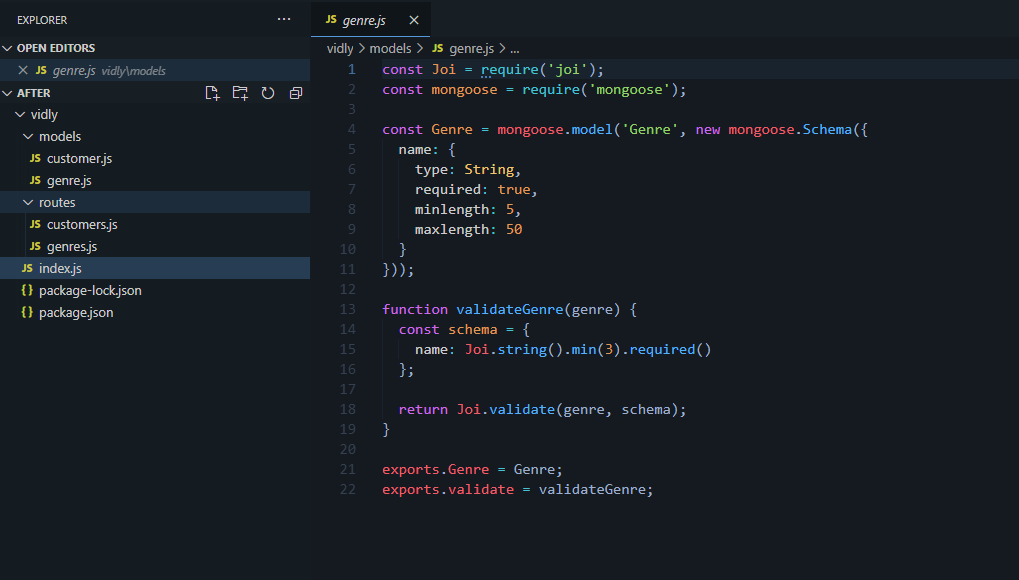 EXPLORER
OPEN EDITORS
JS genre.js vidly\models
AFTER
vidly
models
JS customer.js
JS genre.js
routes
JS customers.js
JS genres.js
JS index.js
{} package-lock.json
{} package.json
JS genre.js
vidly > models > JS genre.js > ...
1 const Joi = require('joi');
2 const mongoose = require('mongoose');
3
4 const Genre = mongoose.model('Genre', new mongoose.Schema({
5   name: {
6     type: String,
7     required: true,
8     minlength: 5,
9     maxlength: 50
10   }
11 }));
12
13 function validateGenre(genre) {
14   const schema = {
15     name: Joi.string().min(3).required()
16   };
17
18   return Joi.validate(genre, schema);
19 }
20
21 exports.Genre = Genre;
22 exports.validate = validateGenre;